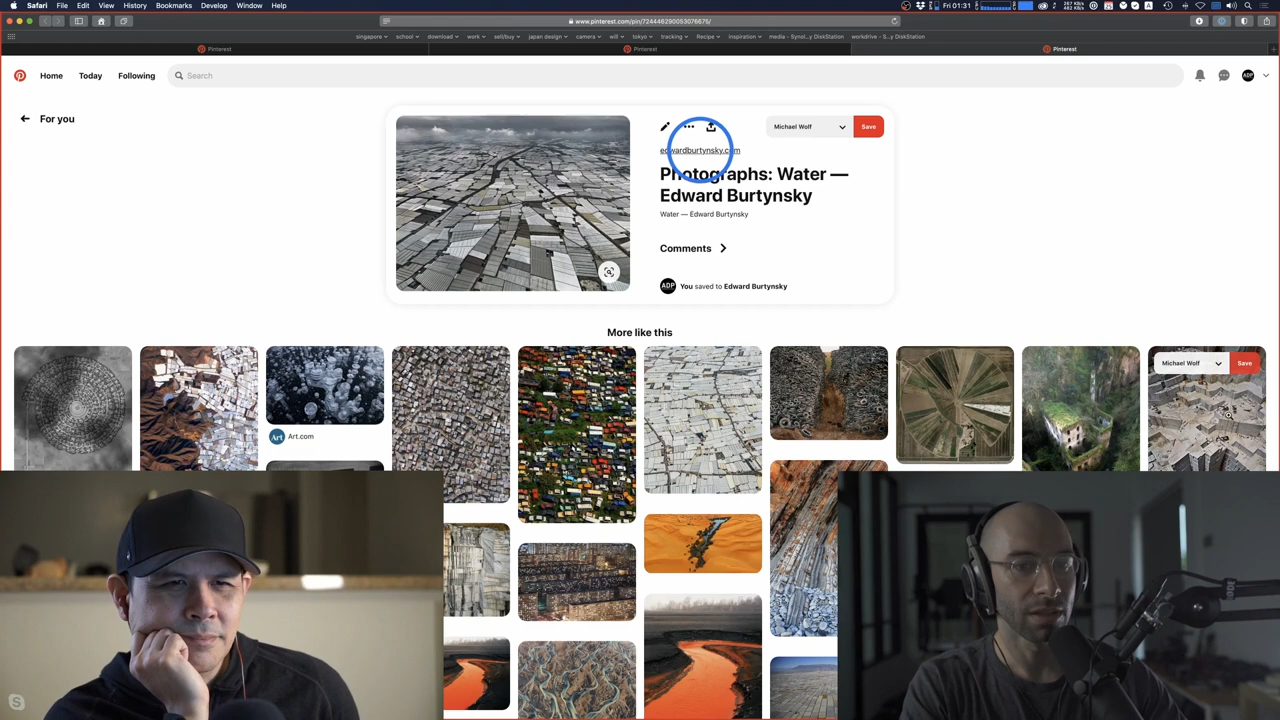 Safari File Edit View History Bookmarks Develop Window Help
Fri 01:31
www.pinterest.com/pin/724446290053076675/
singapore school download work sell/buy japan design camera will tokyo tracking Recipe inspiration media - Synol...y DiskStation workdrive - S...y DiskStation
Pinterest Pinterest Pinterest
Home Today Following Search ADP
For you
Michael Wolf Save
edwardburtynsky.com
Photographs: Water —
Edward Burtynsky
Water — Edward Burtynsky
Comments
ADP You saved to Edward Burtynsky
More like this
Michael Wolf Save
Art Art.com